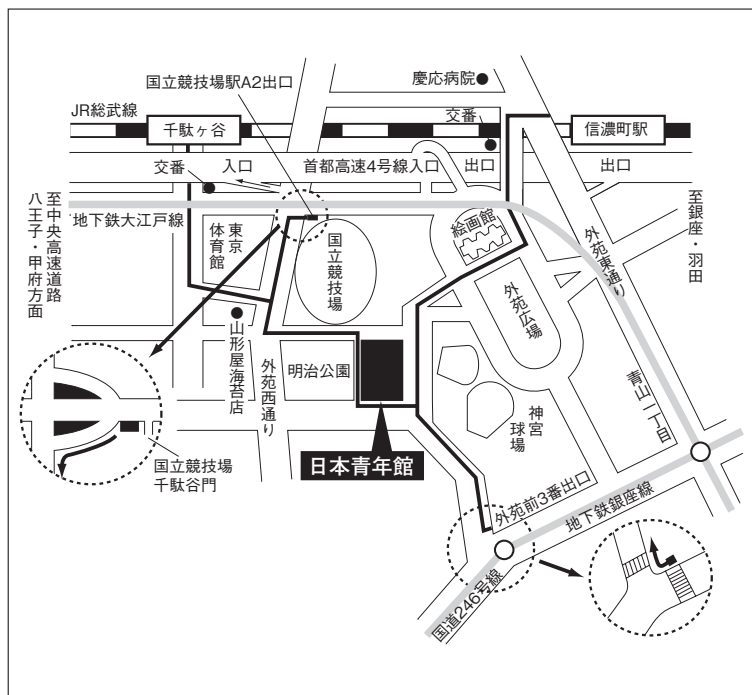 国立競技場駅A2出口
慶応病院
JR総武線
千駄ヶ谷
交番
信濃町駅
交番
入口
首都高速4号線入口
出口
出口
至中央高速道路
八王子・甲府方面
地下鉄大江戸線
東京
体育館
国立競技場
絵画館
外苑東通り
至銀座・羽田
外苑広場
山形屋海苔店
外苑西通り
明治公園
神宮
球場
青山一丁目
国立競技場
千駄谷門
日本青年館
外苑前3番出口
地下鉄銀座線
国道246号線